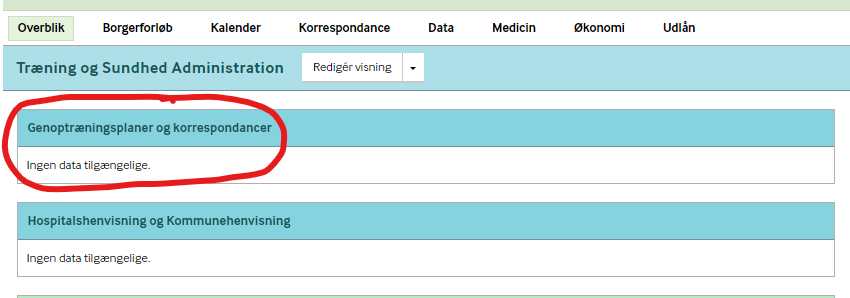 Overblik Borgerforløb Kalender Korrespondance Data Medicin Økonomi Udlån
Træning og Sundhed Administration Redigér visning
Genoptræningsplaner og korrespondancer
Ingen data tilgængelige.
Hospitalshenvisning og Kommunehenvisning
Ingen data tilgængelige.